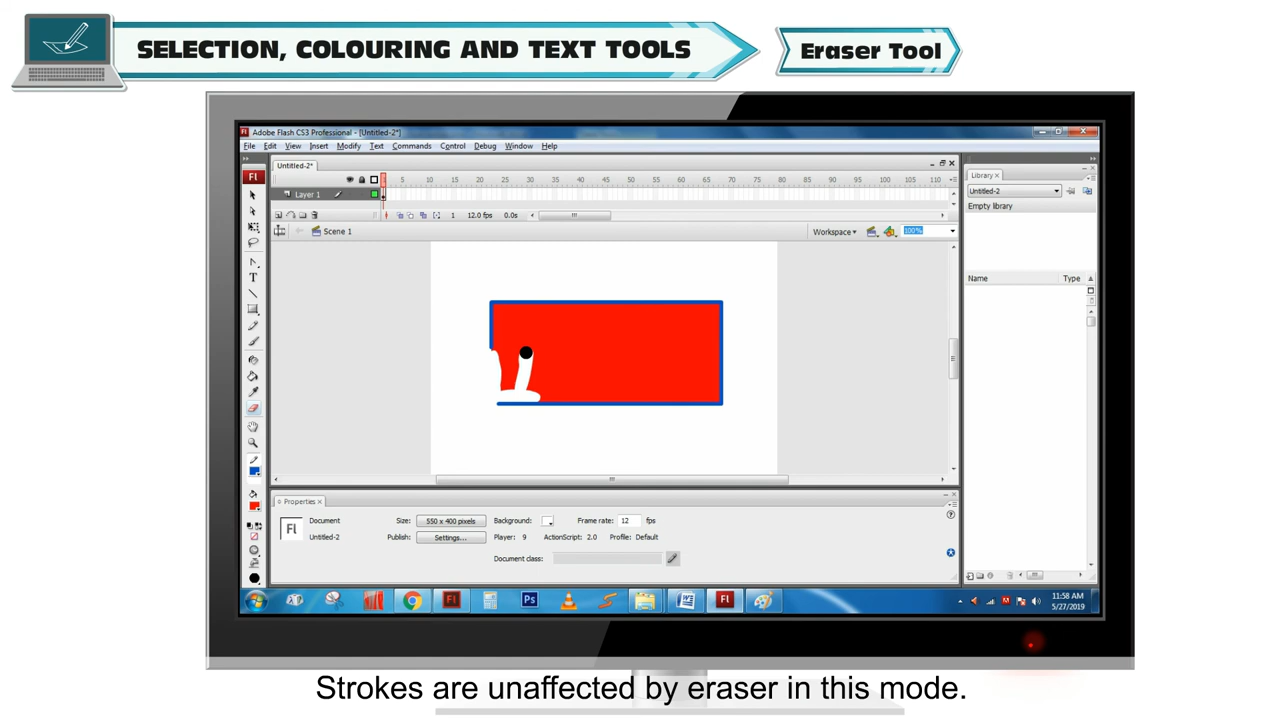 SELECTION, COLOURING AND TEXT TOOLS
Eraser Tool
Adobe Flash CS3 Professional - [Untitled-2*]
File Edit View Insert Modify Text Commands Control Debug Window Help
Untitled-2*
Library
Untitled-2
Empty library
Name Type
5 10 15 20 25 30 35 40 45 50 55 60 65 70 75 80 85 90 95 100 105 110
Layer 1
1 12.0 fps 0.0s
Scene 1
Workspace
100%
Fl
T
Properties
Fl
Document
Untitled-2
Size: 550 x 400 pixels Background: Frame rate: 12 fps
Publish: Settings... Player: 9 ActionScript: 2.0 Profile: Default
Document class:
Fl
Ps
W
Fl
11:58 AM
5/27/2019
Strokes are unaffected by eraser in this mode.